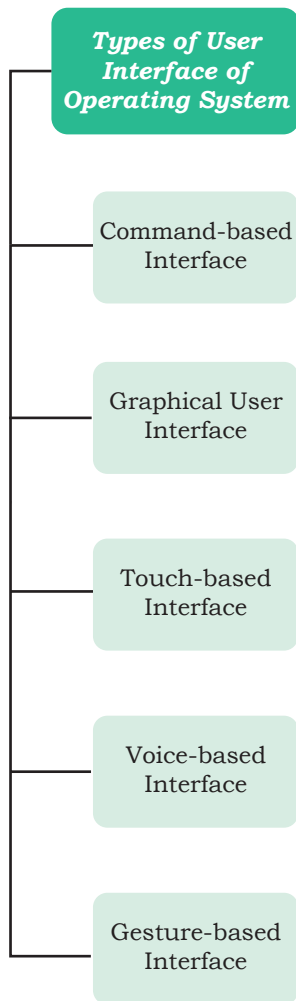 Types of User
Interface of
Operating System
Command-based
Interface
Graphical User
Interface
Touch-based
Interface
Voice-based
Interface
Gesture-based
Interface